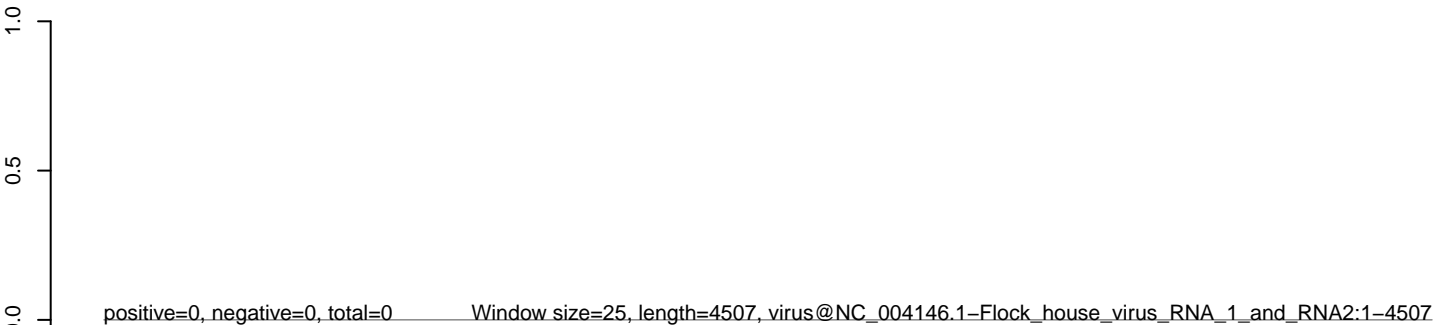 1.0
0.5
0.0
positive=0, negative=0, total=0 Window size=25, length=4507, virus@NC_004146.1−Flock_house_virus_RNA_1_and_RNA2:1−4507